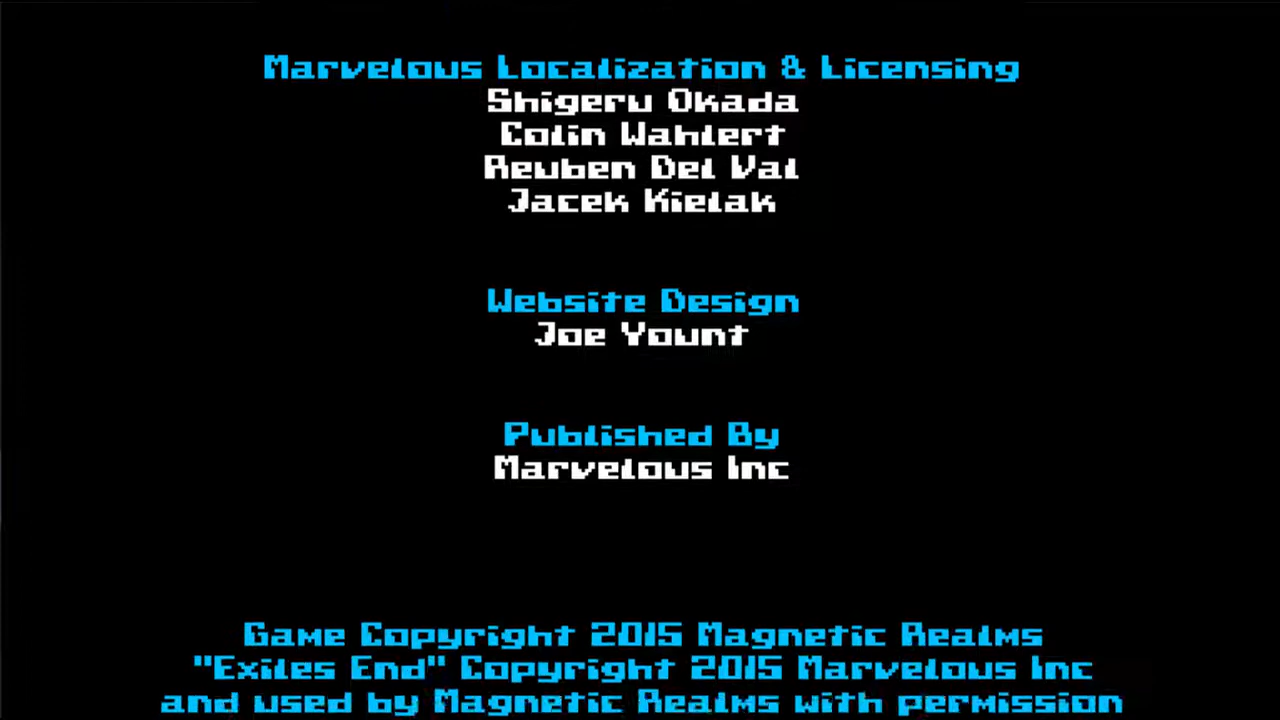 Marvelous Localization & Licensing
Shigeru Okada
Colin Wahlert
Reuben Del Val
Jacek Kielak
Website Design
Joe Yount
Published By
Marvelous Inc
Game Copyright 2015 Magnetic Realms
"Exiles End" Copyright 2015 Marvelous Inc
and used by Magnetic Realms with permission